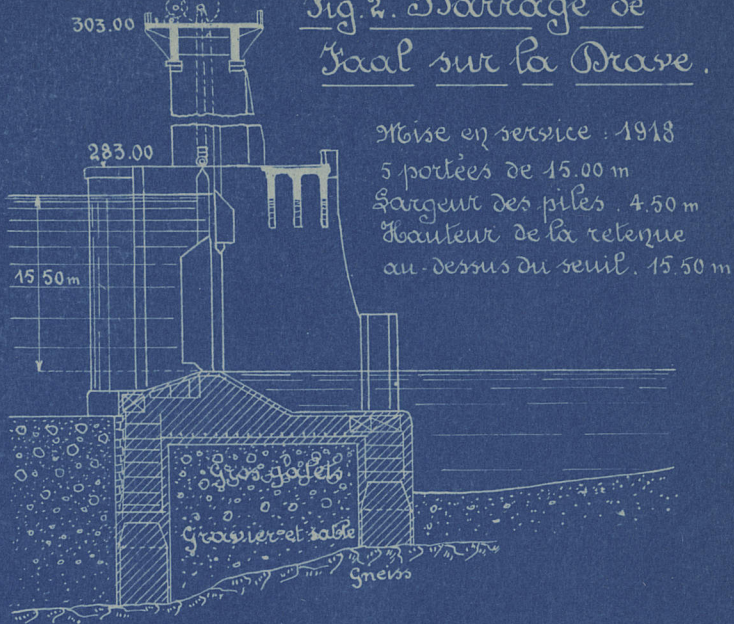 Fig. 2. Barrage de
Faal sur la Drave.
303.00
Mise en service : 1918
5 portées de 15.00 m
Largeur des piles . 4.50 m
Hauteur de la retenue
au-dessus du seuil. 15.50 m
283.00
15 50 m
Gros galets
Gravier et sable
Gneiss